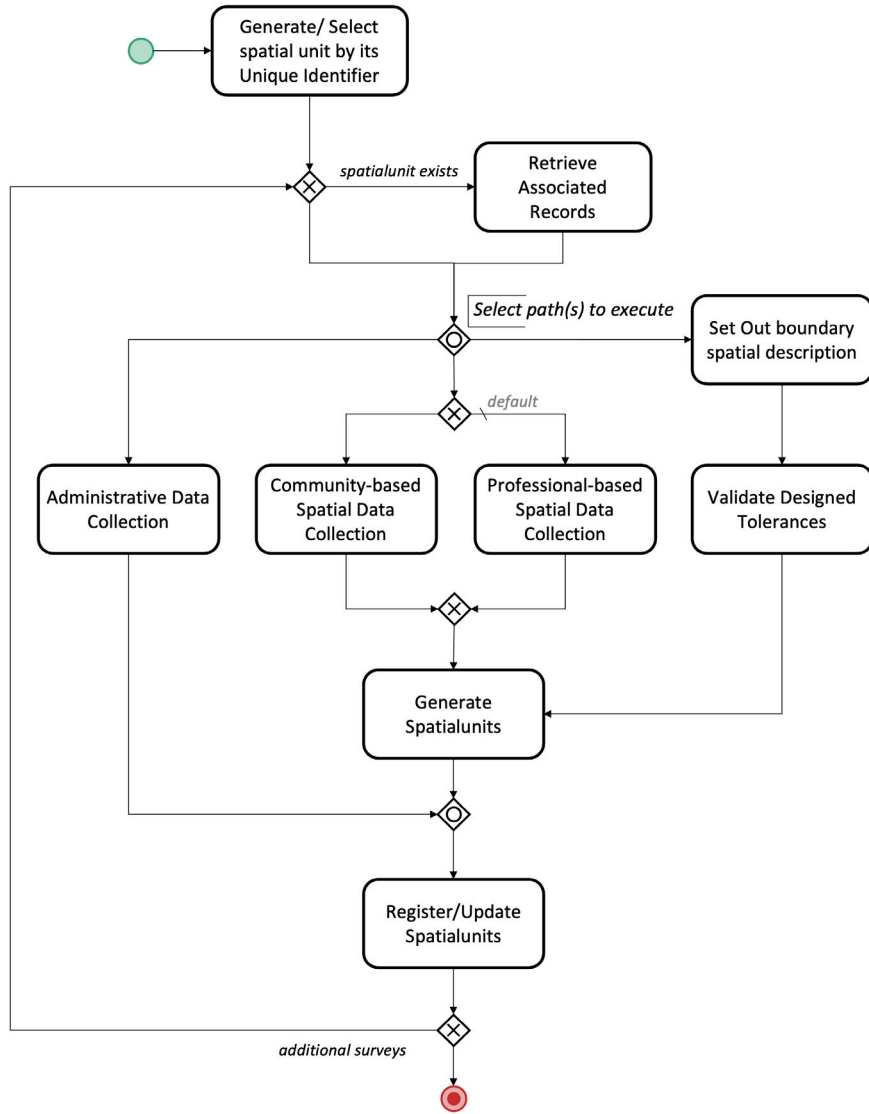 Generate/ Select
spatial unit by its
Unique Identifier
spatialunit exists
Retrieve
Associated
Records
Select path(s) to execute
Set Out boundary
spatial description
default
Administrative Data
Collection
Community-based
Spatial Data
Collection
Professional-based
Spatial Data
Collection
Validate Designed
Tolerances
Generate
Spatialunits
Register/Update
Spatialunits
additional surveys